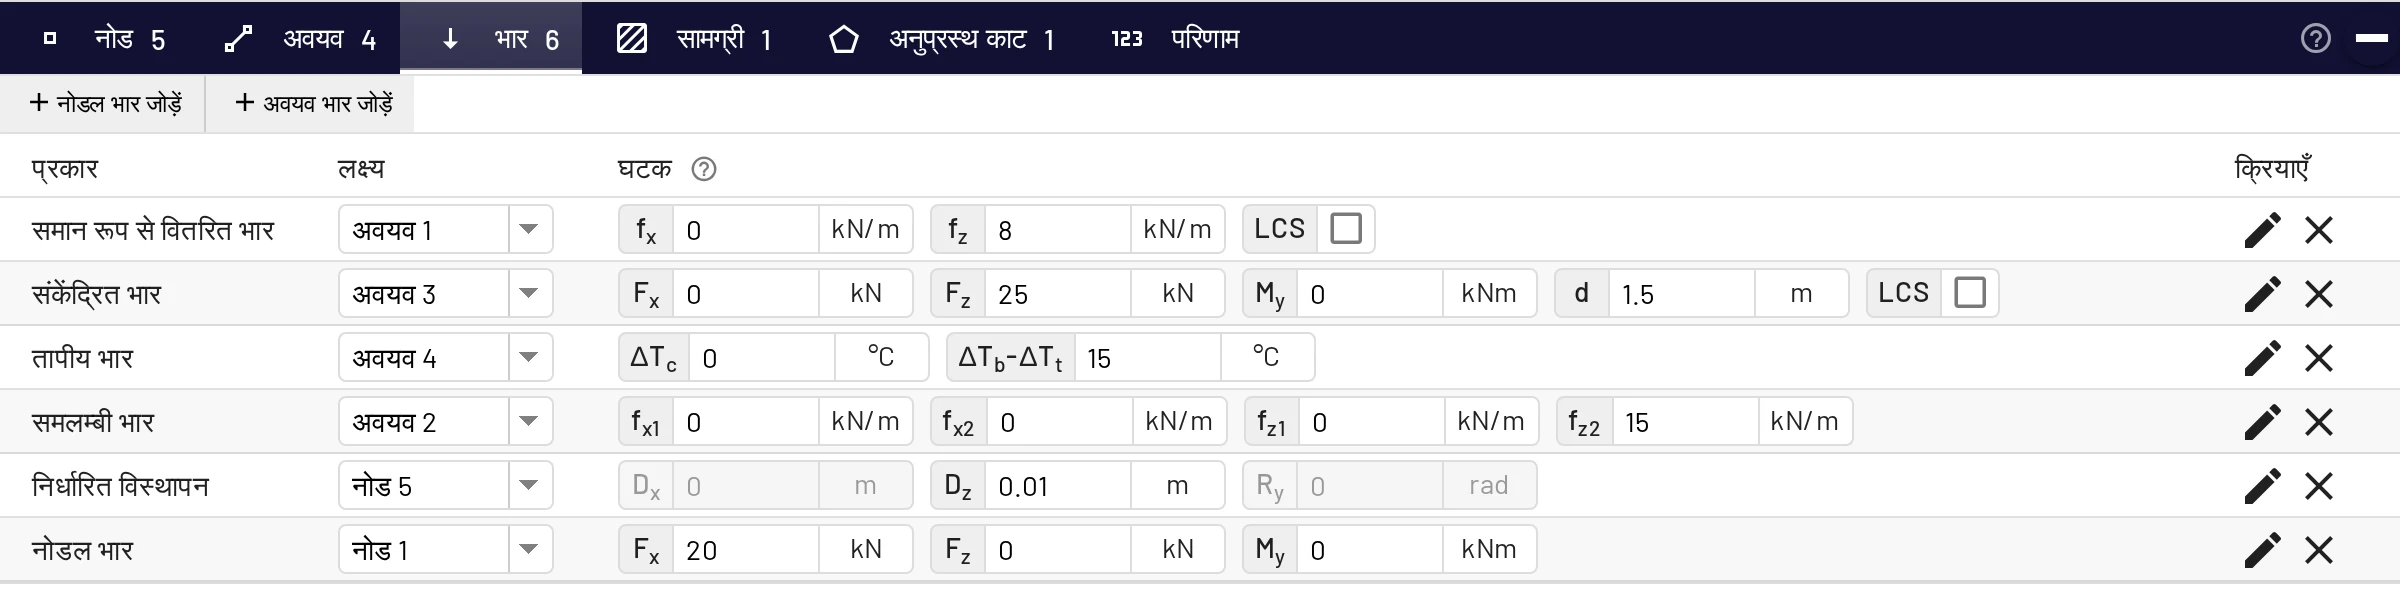 नोड 5 अवयव 4 भार 6 सामग्री 1 अनुप्रस्थ काट 1 123 परिणाम
+ नोडल भार जोड़ें + अवयव भार जोड़ें
प्रकार लक्ष्य घटक क्रियाएँ
समान रूप से वितरित भार अवयव 1 fx 0 kN/m fz 8 kN/m LCS
संकेंद्रित भार अवयव 3 Fx 0 kN Fz 25 kN My 0 kNm d 1.5 m LCS
तापीय भार अवयव 4 ΔTc 0 °C ΔTb-ΔTt 15 °C
समलम्बी भार अवयव 2 fx1 0 kN/m fx2 0 kN/m fz1 0 kN/m fz2 15 kN/m
निर्धारित विस्थापन नोड 5 Dx 0 m Dz 0.01 m Ry 0 rad
नोडल भार नोड 1 Fx 20 kN Fz 0 kN My 0 kNm